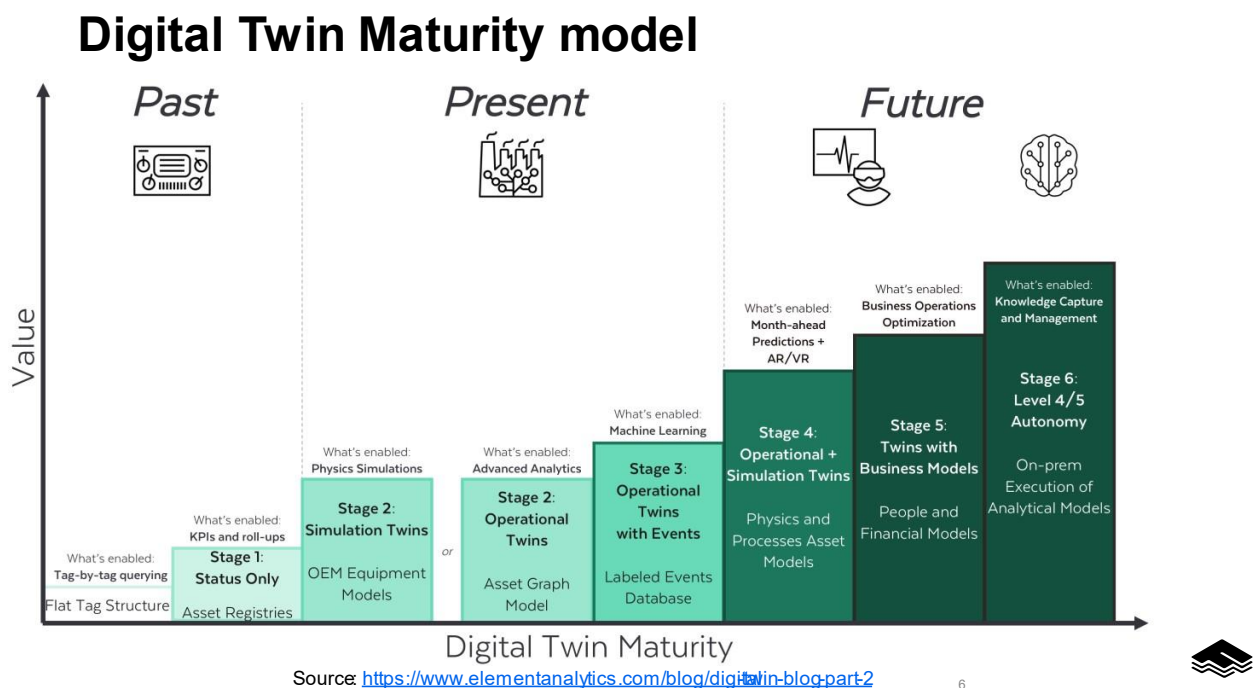 Digital Twin Maturity model
Past
Present
Future
Value
What's enabled:
Tag-by-tag querying
Flat Tag Structure
What's enabled:
KPIs and roll-ups
Stage 1:
Status Only
Asset Registries
What's enabled:
Physics Simulations
Stage 2:
Simulation Twins
OEM Equipment
Models
or
What's enabled:
Advanced Analytics
Stage 2:
Operational
Twins
Asset Graph
Model
What's enabled:
Machine Learning
Stage 3:
Operational
Twins
with Events
Labeled Events
Database
What's enabled:
Month-ahead
Predictions +
AR/VR
Stage 4:
Operational +
Simulation Twins
Physics and
Processes Asset
Models
What's enabled:
Business Operations
Optimization
Stage 5:
Twins with
Business Models
People and
Financial Models
What's enabled:
Knowledge Capture
and Management
Stage 6:
Level 4/5
Autonomy
On-prem
Execution of
Analytical Models
Digital Twin Maturity
Source: https://www.elementanalytics.com/blog/digital-twin-blog-part-2
6